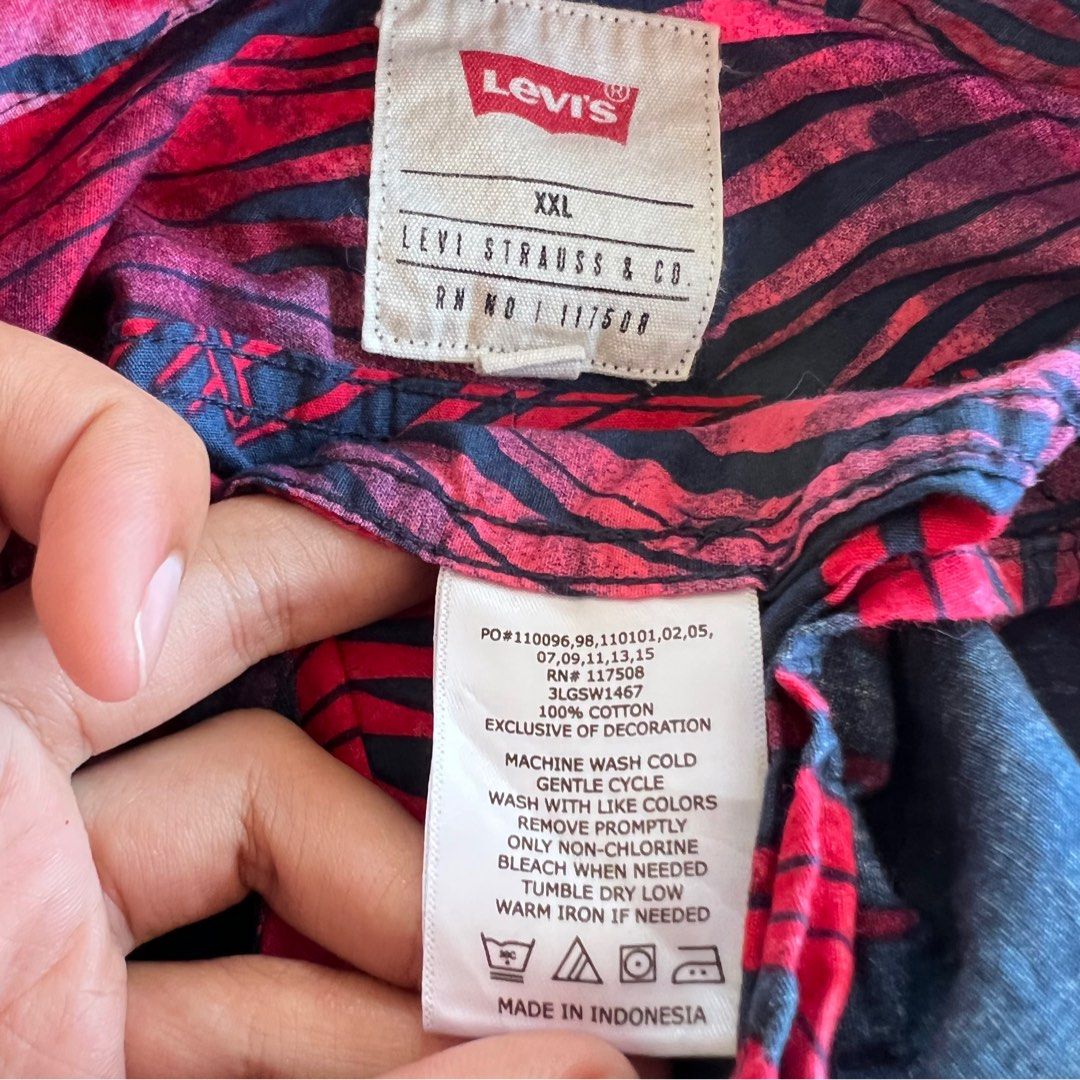 Levi's®
XXL
LEVI STRAUSS & CO.
RN NO | 117508
PO#110096,98,110101,02,05,
07,09,11,13,15
RN# 117508
3LGSW1467
100% COTTON
EXCLUSIVE OF DECORATION
MACHINE WASH COLD
GENTLE CYCLE
WASH WITH LIKE COLORS
REMOVE PROMPTLY
ONLY NON-CHLORINE
BLEACH WHEN NEEDED
TUMBLE DRY LOW
WARM IRON IF NEEDED
MADE IN INDONESIA